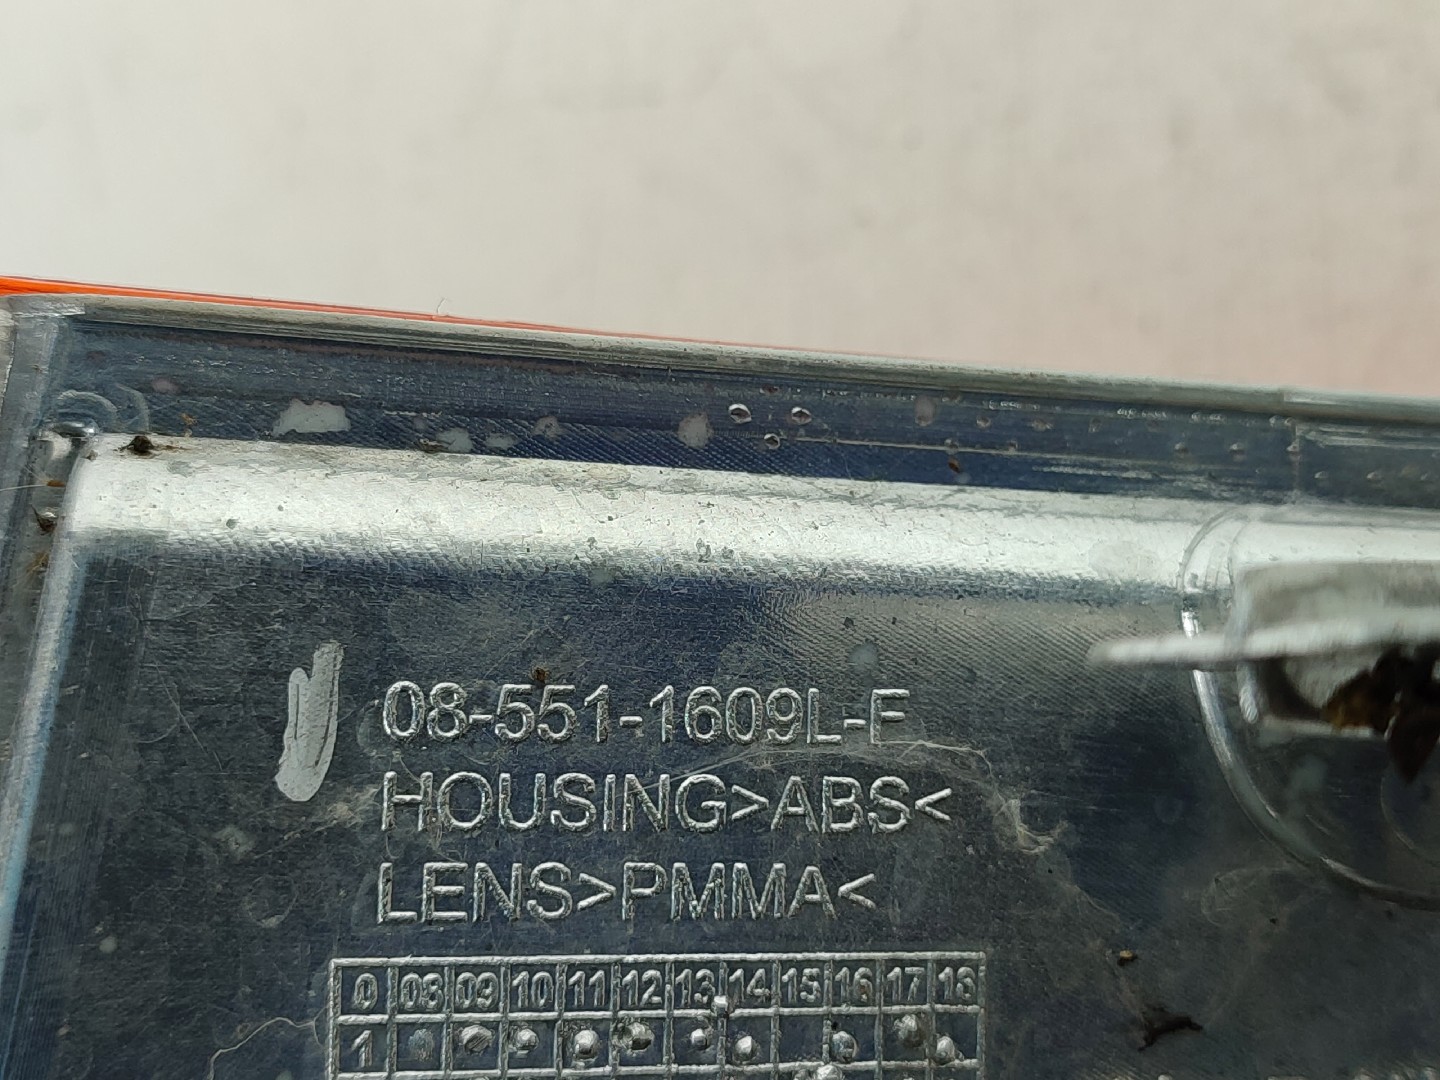 08-551-1609L-F
HOUSING>ABS<
LENS>PMMA<
0 08 09 10 11 12 13 14 15 16 17 18
1